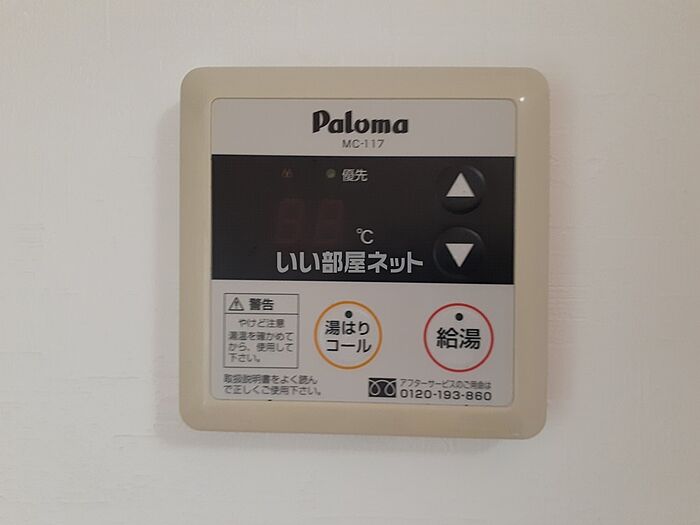 Paloma
MC-117
優先
℃
いい部屋ネット
警告
やけど注意
湯温を確かめて
から、使用して
下さい。
取扱説明書をよく読ん
で正しくご使用下さい。
湯はり
コール
給湯
アフターサービスのご用命は
0120-193-860